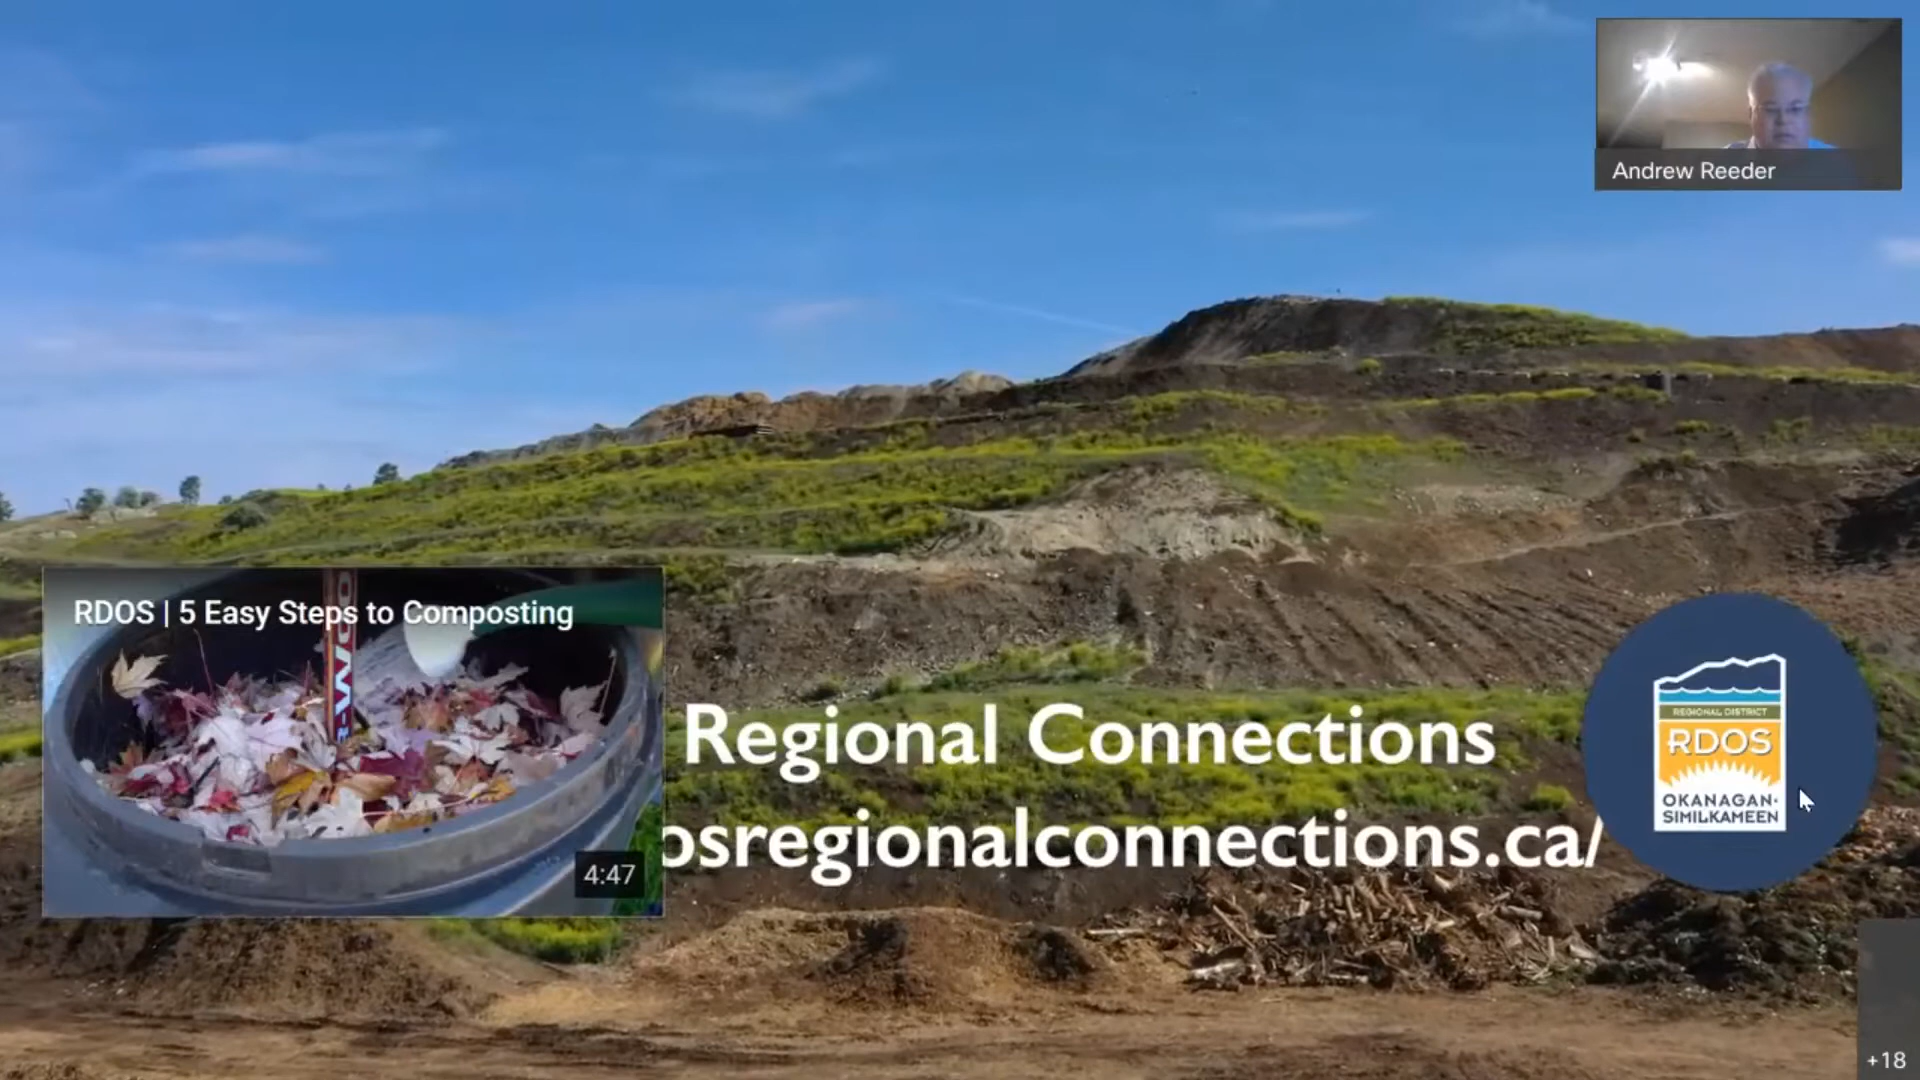 Andrew Reeder
RDOS | 5 Easy Steps to Composting
4:47
Regional Connections
osregionalconnections.ca/
REGIONAL DISTRICT
RDOS
OKANAGAN-
SIMILKAMEEN
+18